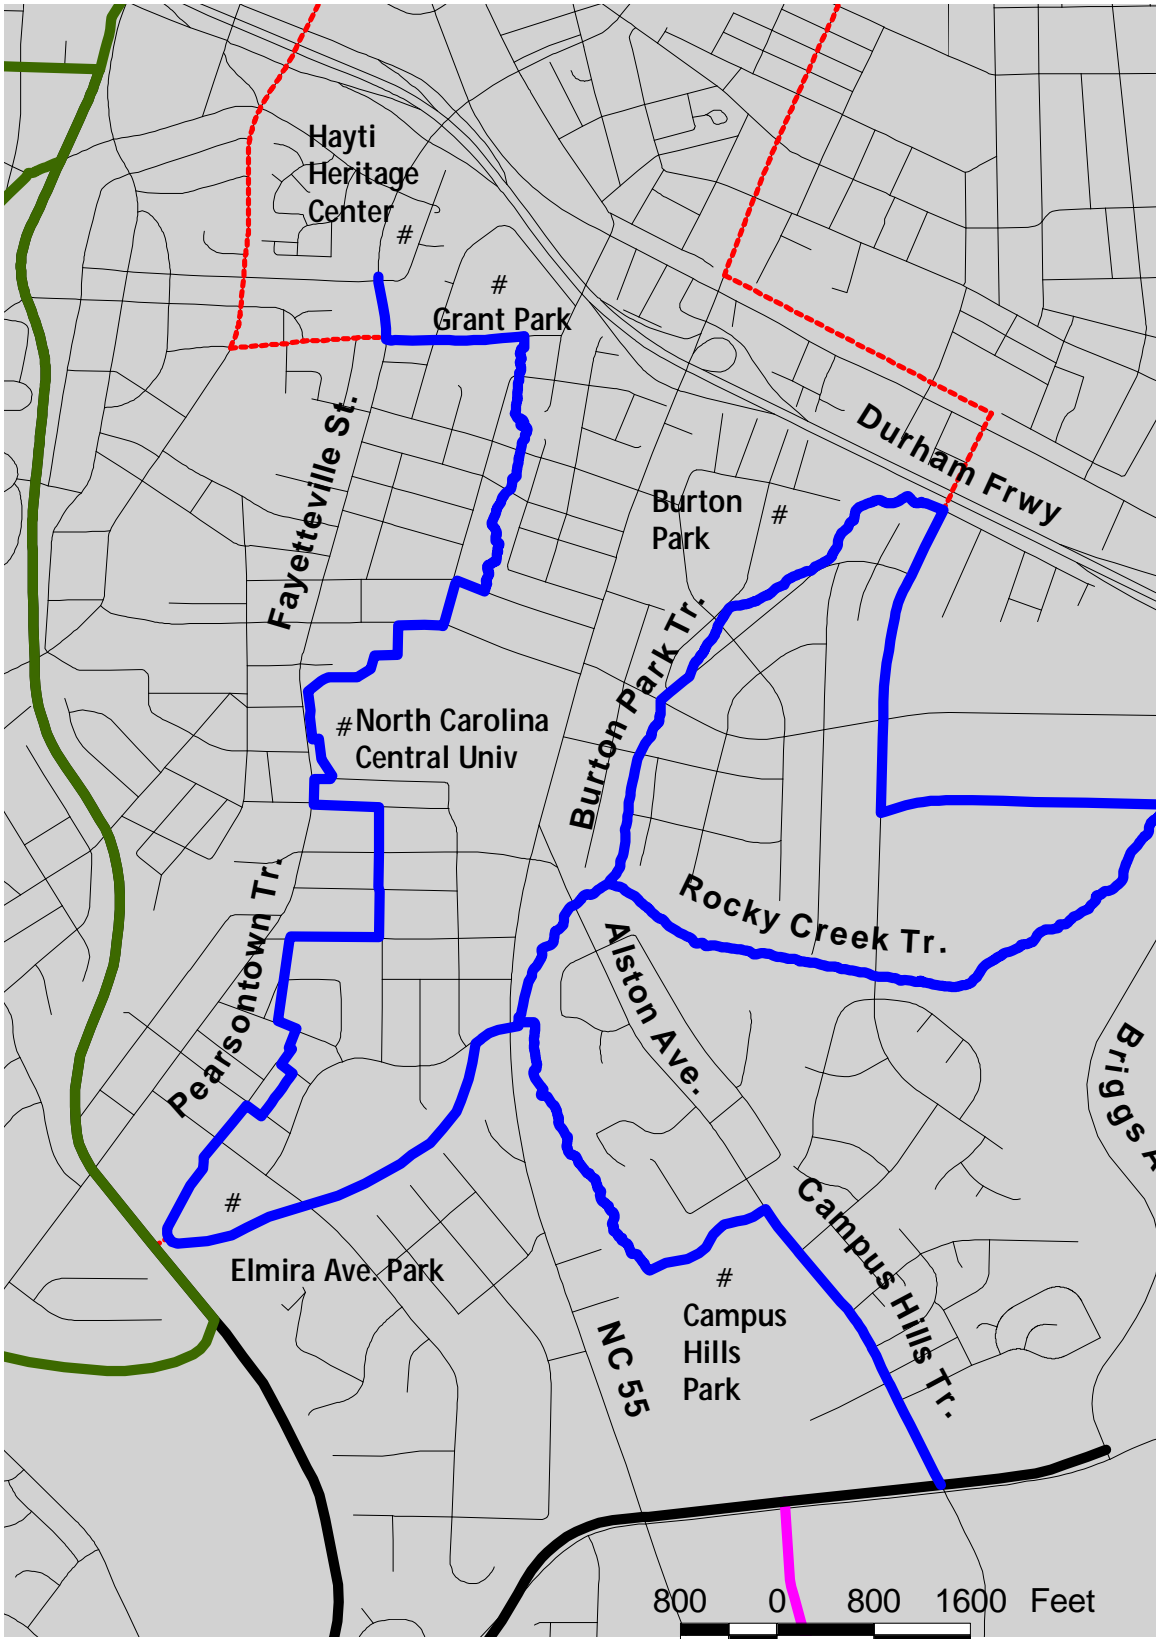 Hayti
Heritage
Center
#
#
Grant Park
Fayetteville St.
Durham Frwy
Burton
Park
#
Burton Park Tr.
#North Carolina
Central Univ
Pearsontown Tr.
Rocky Creek Tr.
Alston Ave.
Briggs A
#
Elmira Ave. Park
Campus Hills Tr.
#
Campus
Hills
Park
NC 55
800 0 800 1600 Feet